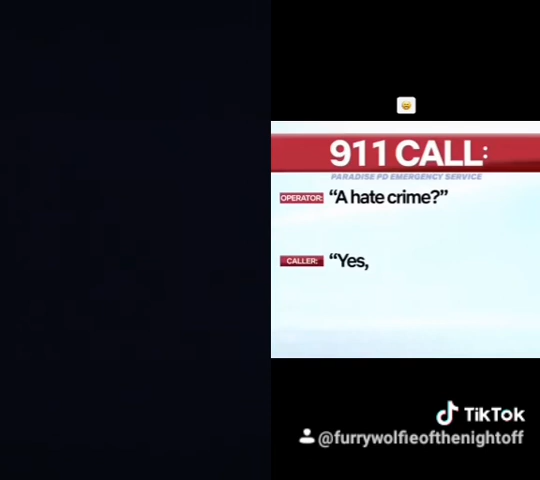 911 CALL:
PARADISE PD EMERGENCY SERVICE
OPERATOR: “A hate crime?”
CALLER: “Yes,
TikTok
@furrywolfieofthenightoff